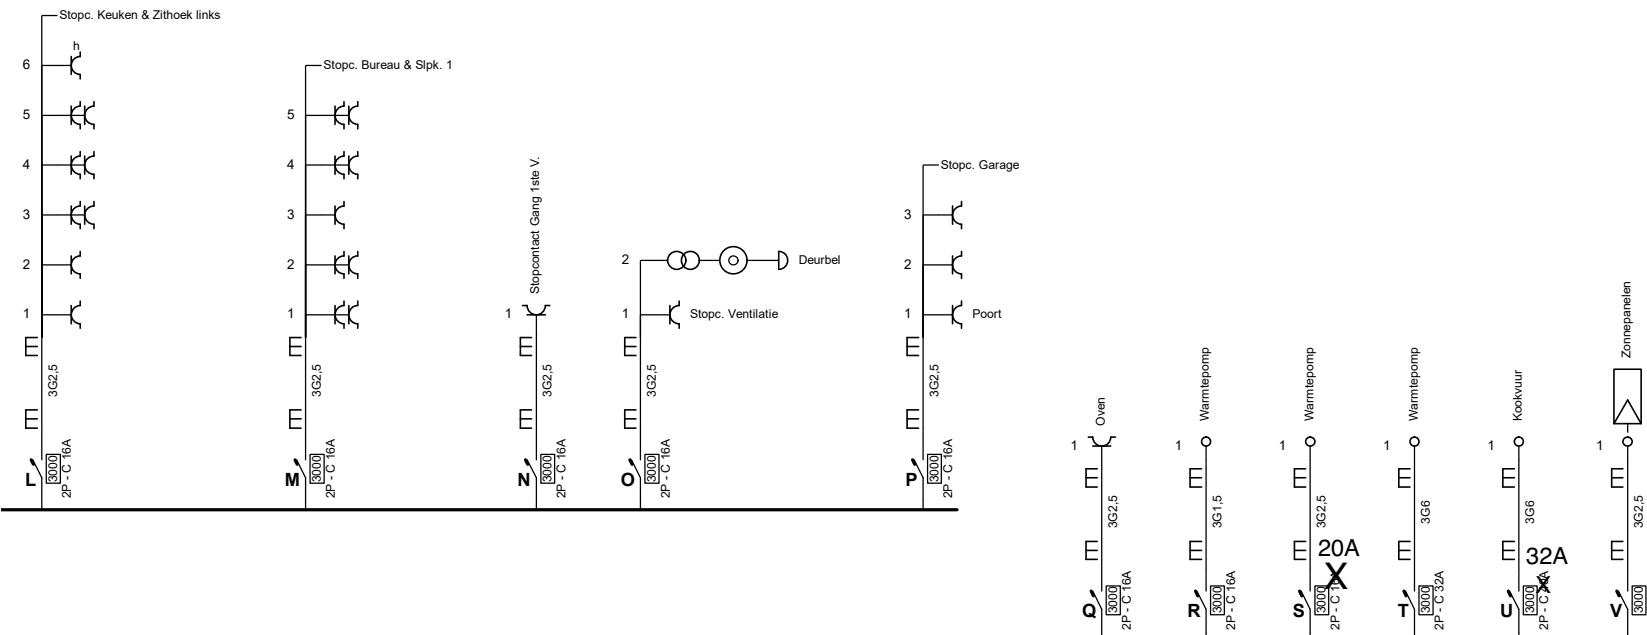 Stopc. Keuken & Zithoek links
h
6
5
4
3
2
1
3G2,5
L
3000
2P - C 16A
Stopc. Bureau & Slpk. 1
5
4
3
2
1
3G2,5
M
3000
2P - C 16A
Stopcontact Gang 1ste V.
1
3G2,5
N
3000
2P - C 16A
2
Deurbel
1
Stopc. Ventilatie
3G2,5
O
3000
2P - C 16A
Stopc. Garage
3
2
1
Poort
3G2,5
P
3000
2P - C 16A
Oven
1
3G2,5
Q
3000
2P - C 16A
Warmtepomp
1
3G1,5
R
3000
2P - C 16A
Warmtepomp
1
3G2,5
20A
X
S
3000
2P - C
Warmtepomp
1
3G6
T
3000
2P - C 32A
Kookvuur
1
3G6
32A
X
U
3000
2P - C
Zonnepanelen
1
3G2,5
V
3000